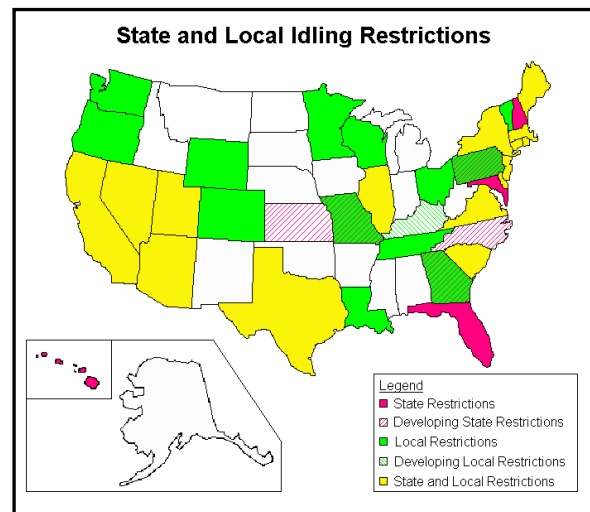 State and Local Idling Restrictions
Legend
State Restrictions
Developing State Restrictions
Local Restrictions
Developing Local Restrictions
State and Local Restrictions